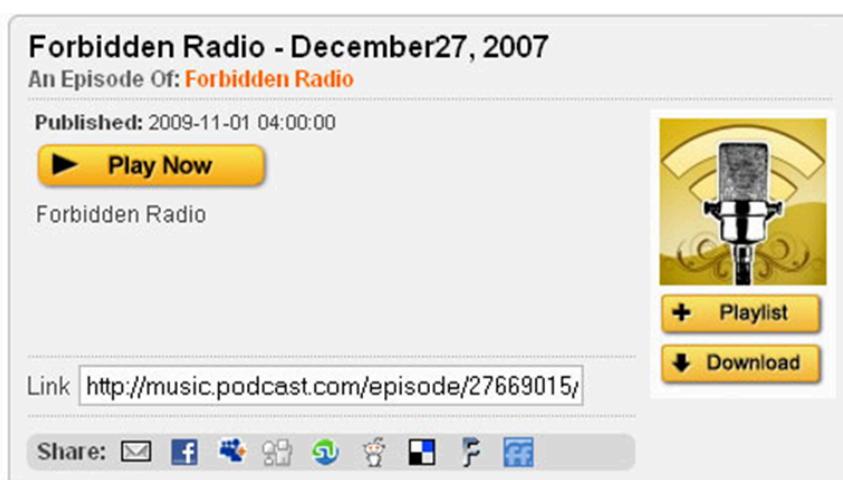 Forbidden Radio - December27, 2007
An Episode Of: Forbidden Radio
Published: 2009-11-01 04:00:00
Play Now
Forbidden Radio
Playlist
Download
Link http://music.podcast.com/episode/27669015/
Share: